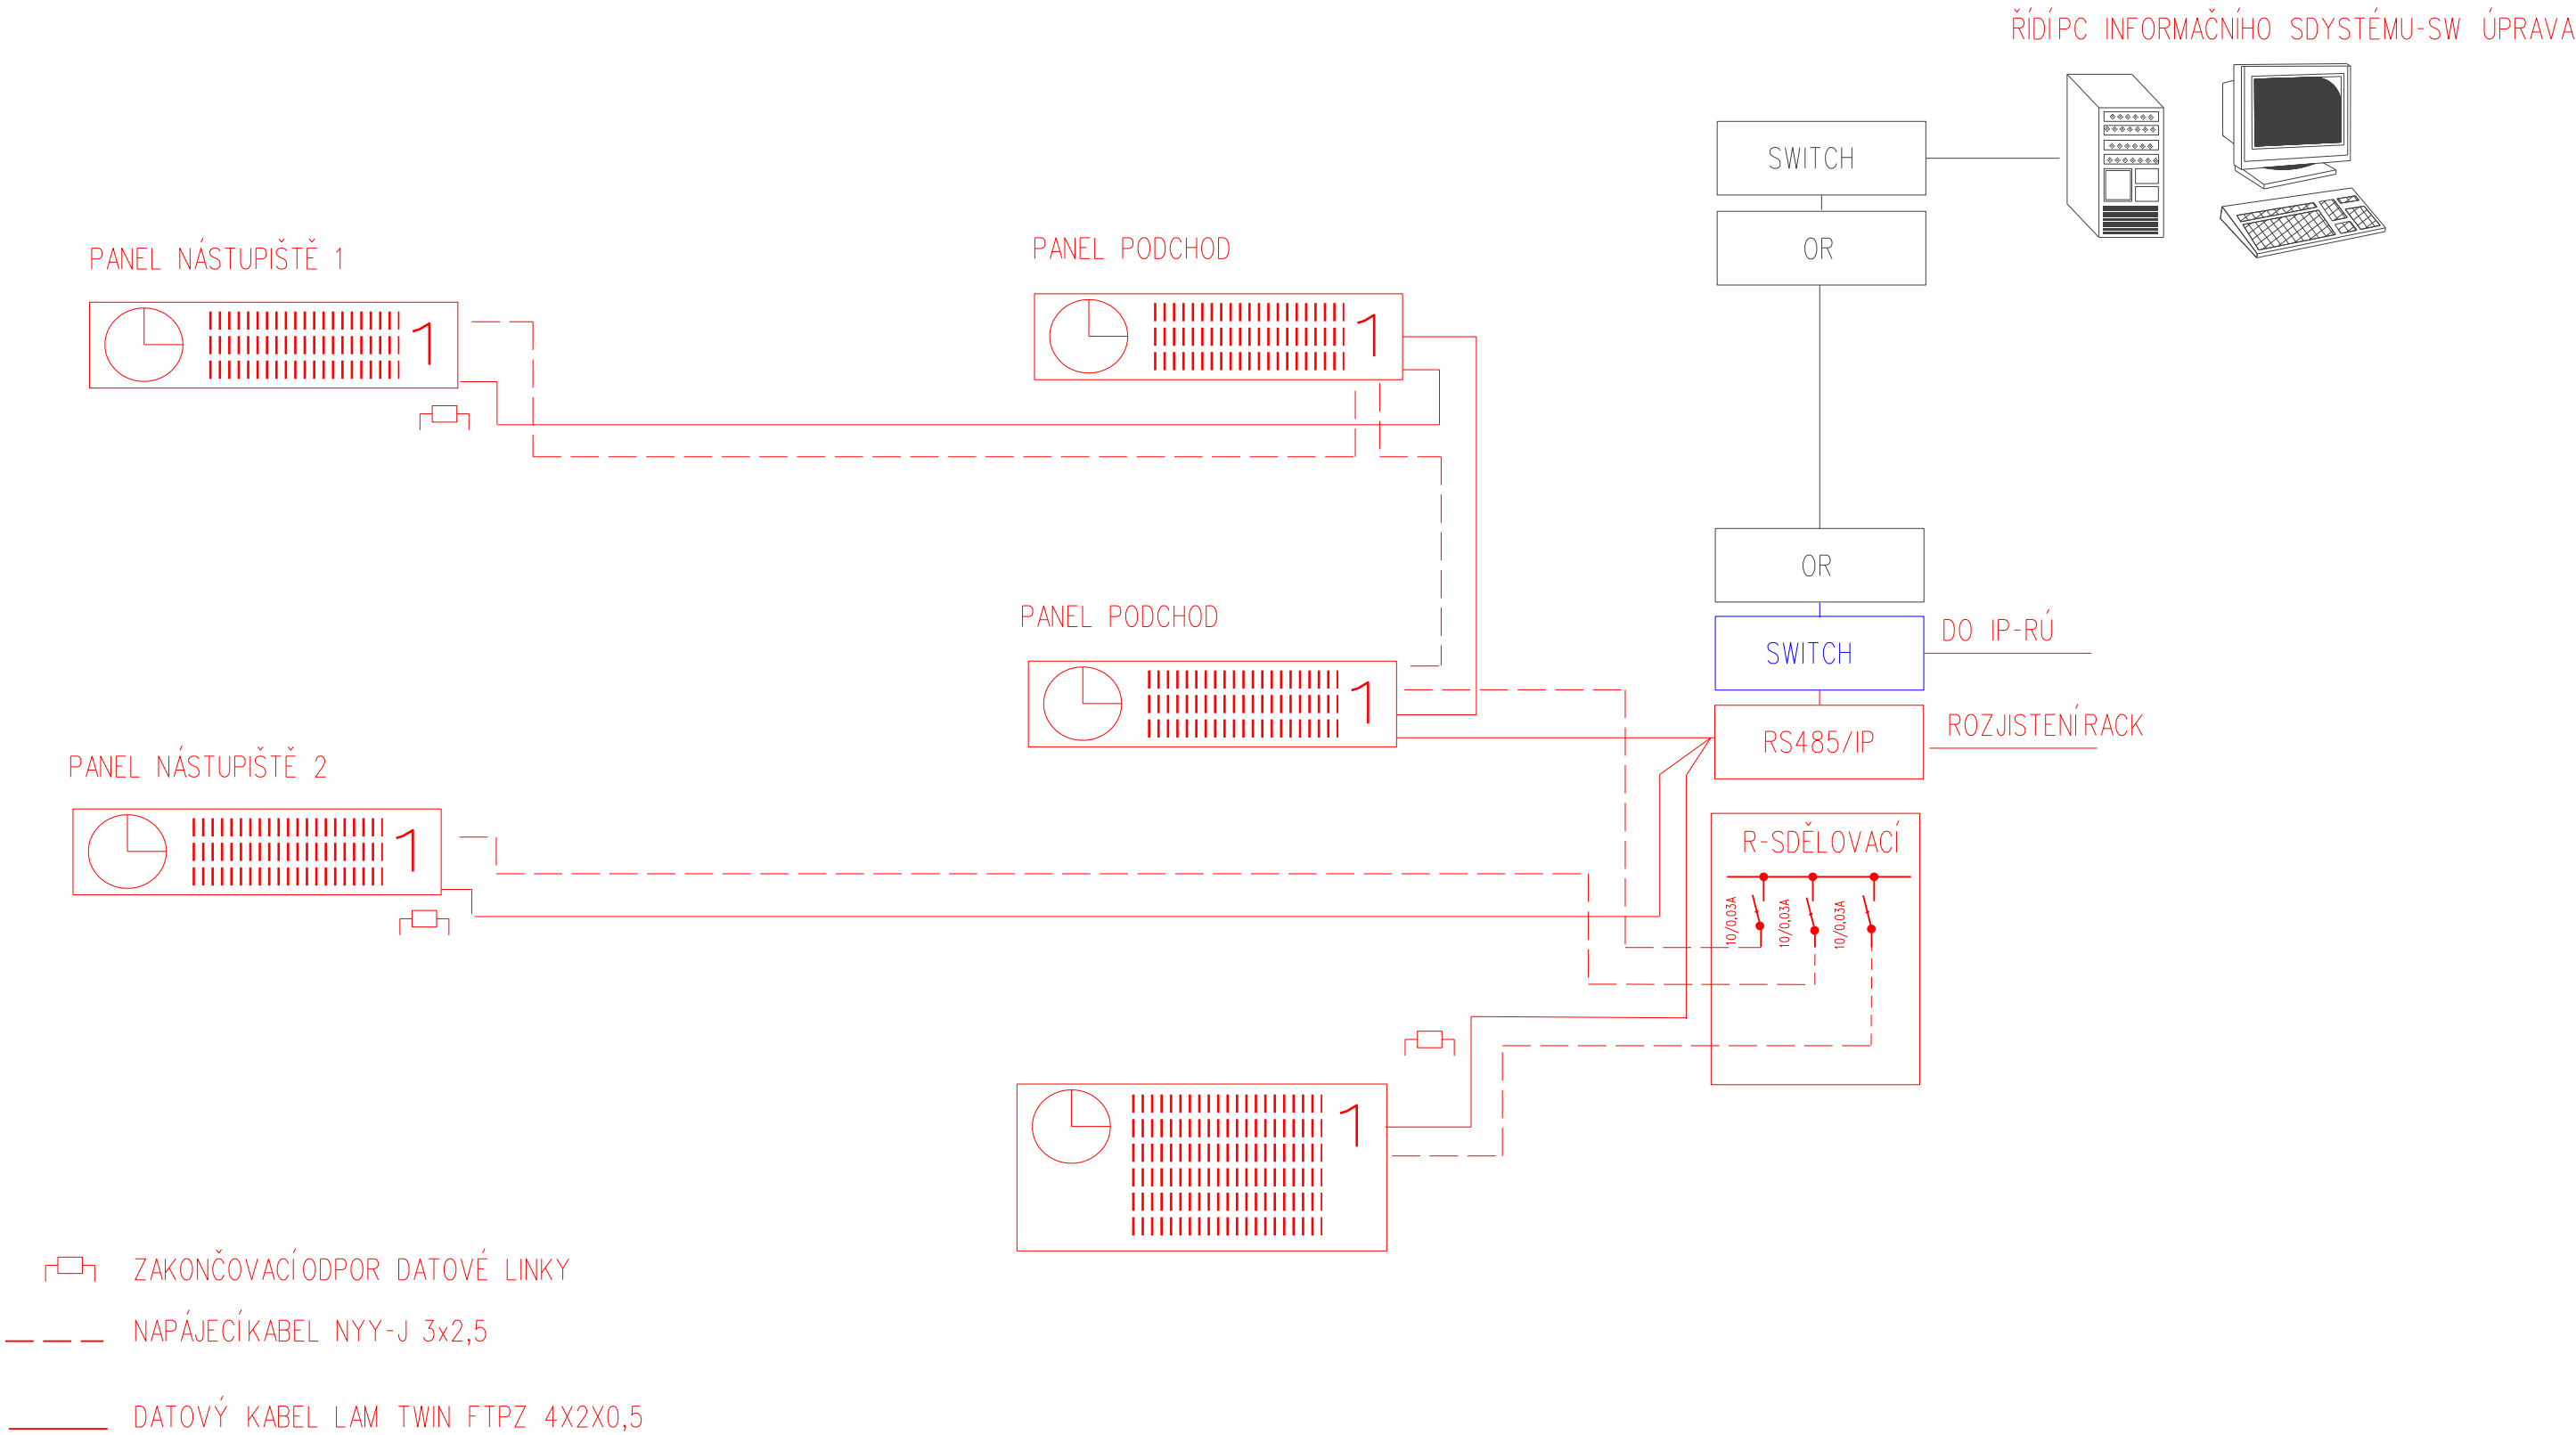 ŘÍDÍ PC INFORMAČNÍHO SDYSTÉMU-SW ÚPRAVA
SWITCH
OR
PANEL NÁSTUPIŠTĚ 1
PANEL PODCHOD
1
1
OR
PANEL PODCHOD
SWITCH
DO IP-RÚ
1
RS485/IP
ROZJISTENÍ RACK
PANEL NÁSTUPIŠTĚ 2
1
R-SDĚLOVACÍ
10/0,03A
10/0,03A
10/0,03A
1
ZAKONČOVACÍ ODPOR DATOVÉ LINKY
NAPÁJECÍ KABEL NYY-J 3x2,5
DATOVÝ KABEL LAM TWIN FTPZ 4X2X0,5